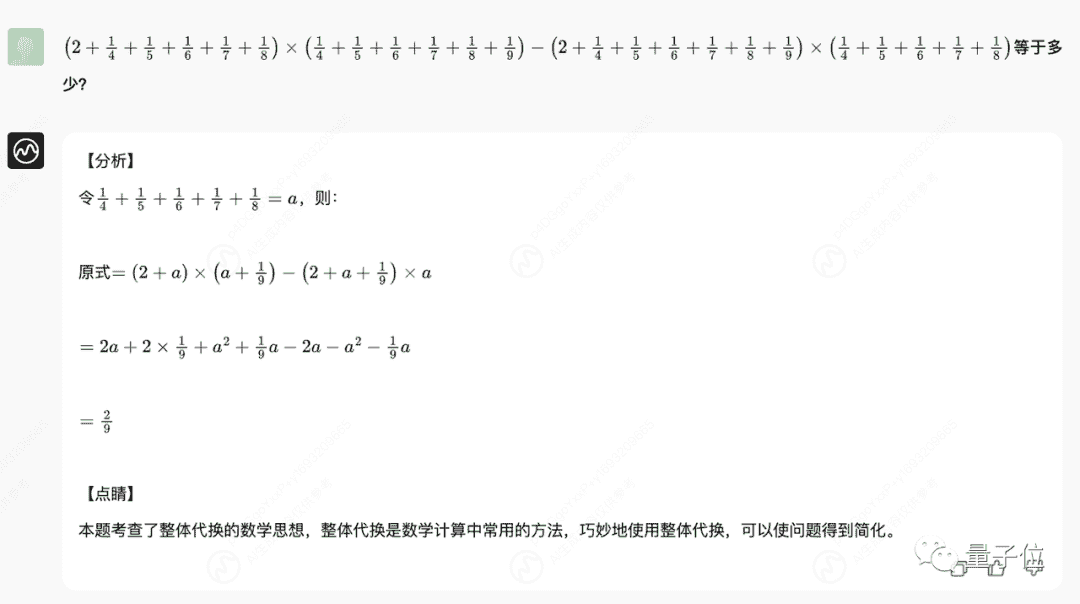 (2 + 1/4 + 1/5 + 1/6 + 1/7 + 1/8) × (1/4 + 1/5 + 1/6 + 1/7 + 1/8 + 1/9) − (2 + 1/4 + 1/5 + 1/6 + 1/7 + 1/8 + 1/9) × (1/4 + 1/5 + 1/6 + 1/7 + 1/8)等于多
少?
【分析】
令1/4 + 1/5 + 1/6 + 1/7 + 1/8 = a，则：
原式= (2 + a) × (a + 1/9) − (2 + a + 1/9) × a
= 2a + 2 × 1/9 + a² + 1/9a − 2a − a² − 1/9a
= 2/9
【点睛】
本题考查了整体代换的数学思想，整体代换是数学计算中常用的方法，巧妙地使用整体代换，可以使问题得到简化。
量子位